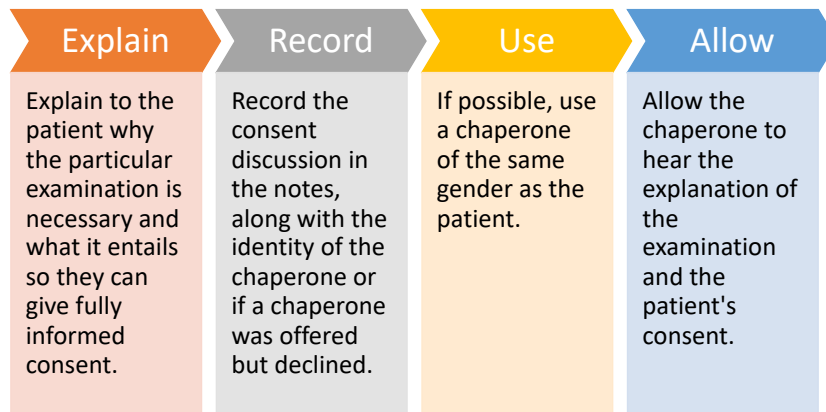 Explain
Explain to the
patient why
the particular
examination is
necessary and
what it entails
so they can
give fully
informed
consent.
Record
Record the
consent
discussion in
the notes,
along with the
identity of the
chaperone or
if a chaperone
was offered
but declined.
Use
If possible, use
a chaperone
of the same
gender as the
patient.
Allow
Allow the
chaperone to
hear the
explanation of
the
examination
and the
patient's
consent.